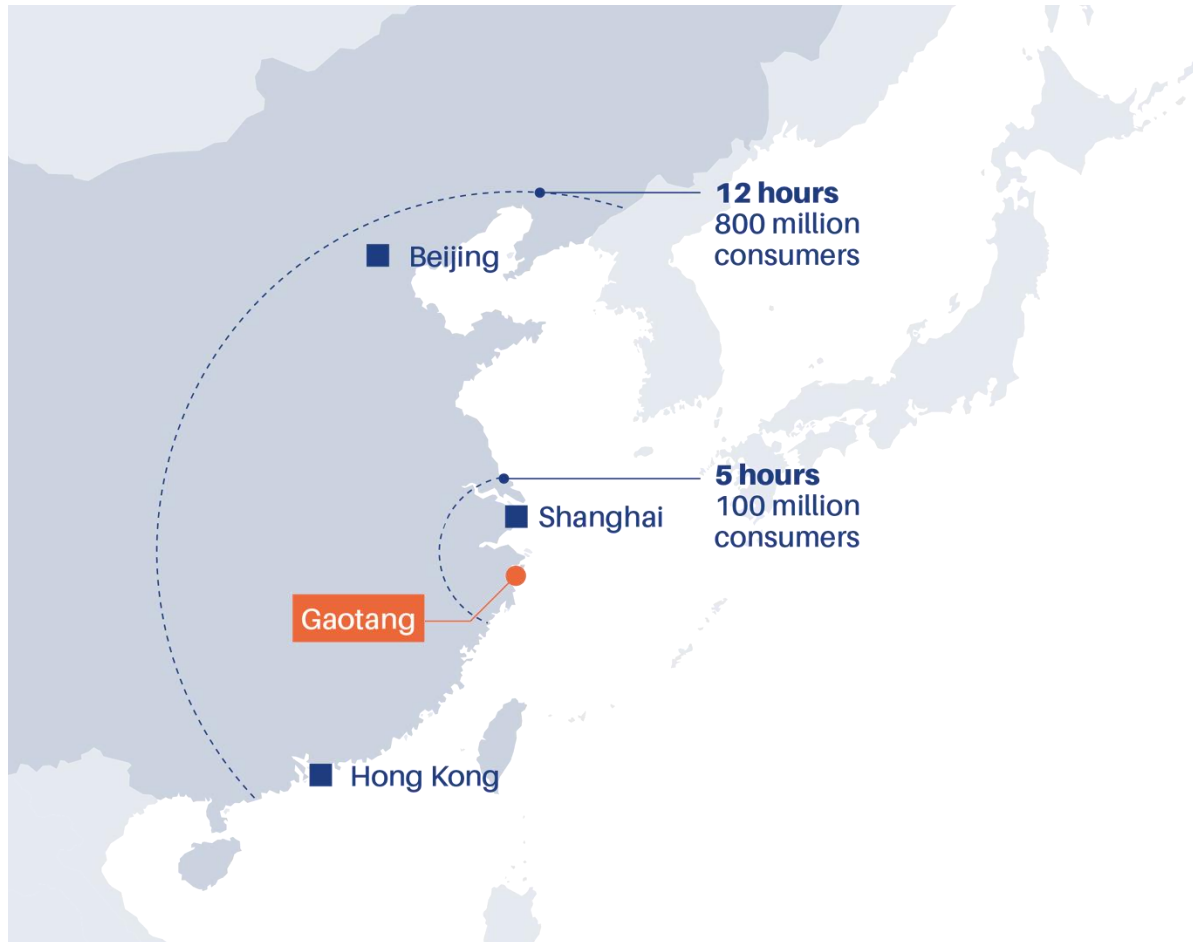 12 hours
800 million
consumers
Beijing
5 hours
100 million
consumers
Shanghai
Gaotang
Hong Kong